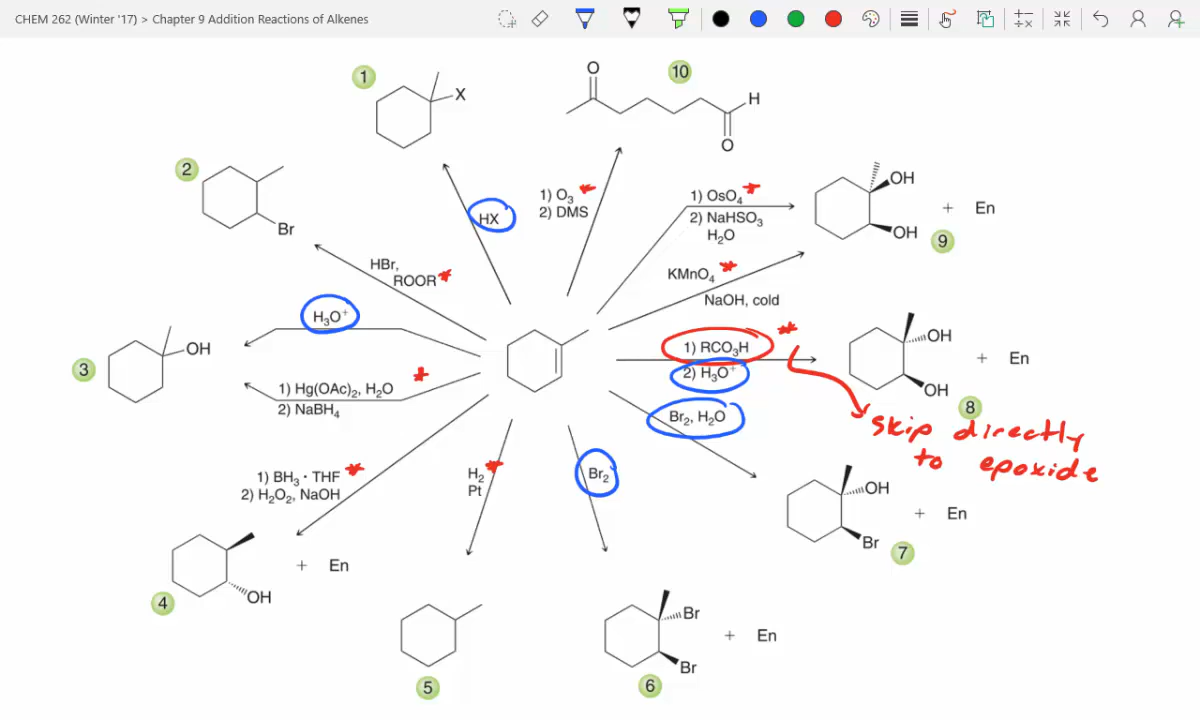 CHEM 262 (Winter '17) > Chapter 9 Addition Reactions of Alkenes
1
X
10
O
H
O
2
Br
HX
1) O₃
2) DMS
1) OsO₄
2) NaHSO₃
H₂O
OH
OH
+ En
9
HBr,
ROOR
KMnO₄
NaOH, cold
H₃O⁺
3
OH
1) Hg(OAc)₂, H₂O
2) NaBH₄
1) RCO₃H
2) H₃O⁺
OH
OH
+ En
8
Skip directly
to epoxide
Br₂, H₂O
1) BH₃ · THF
2) H₂O₂, NaOH
H₂
Pt
Br₂
OH
Br
+ En
7
4
OH
+ En
5
Br
Br
+ En
6